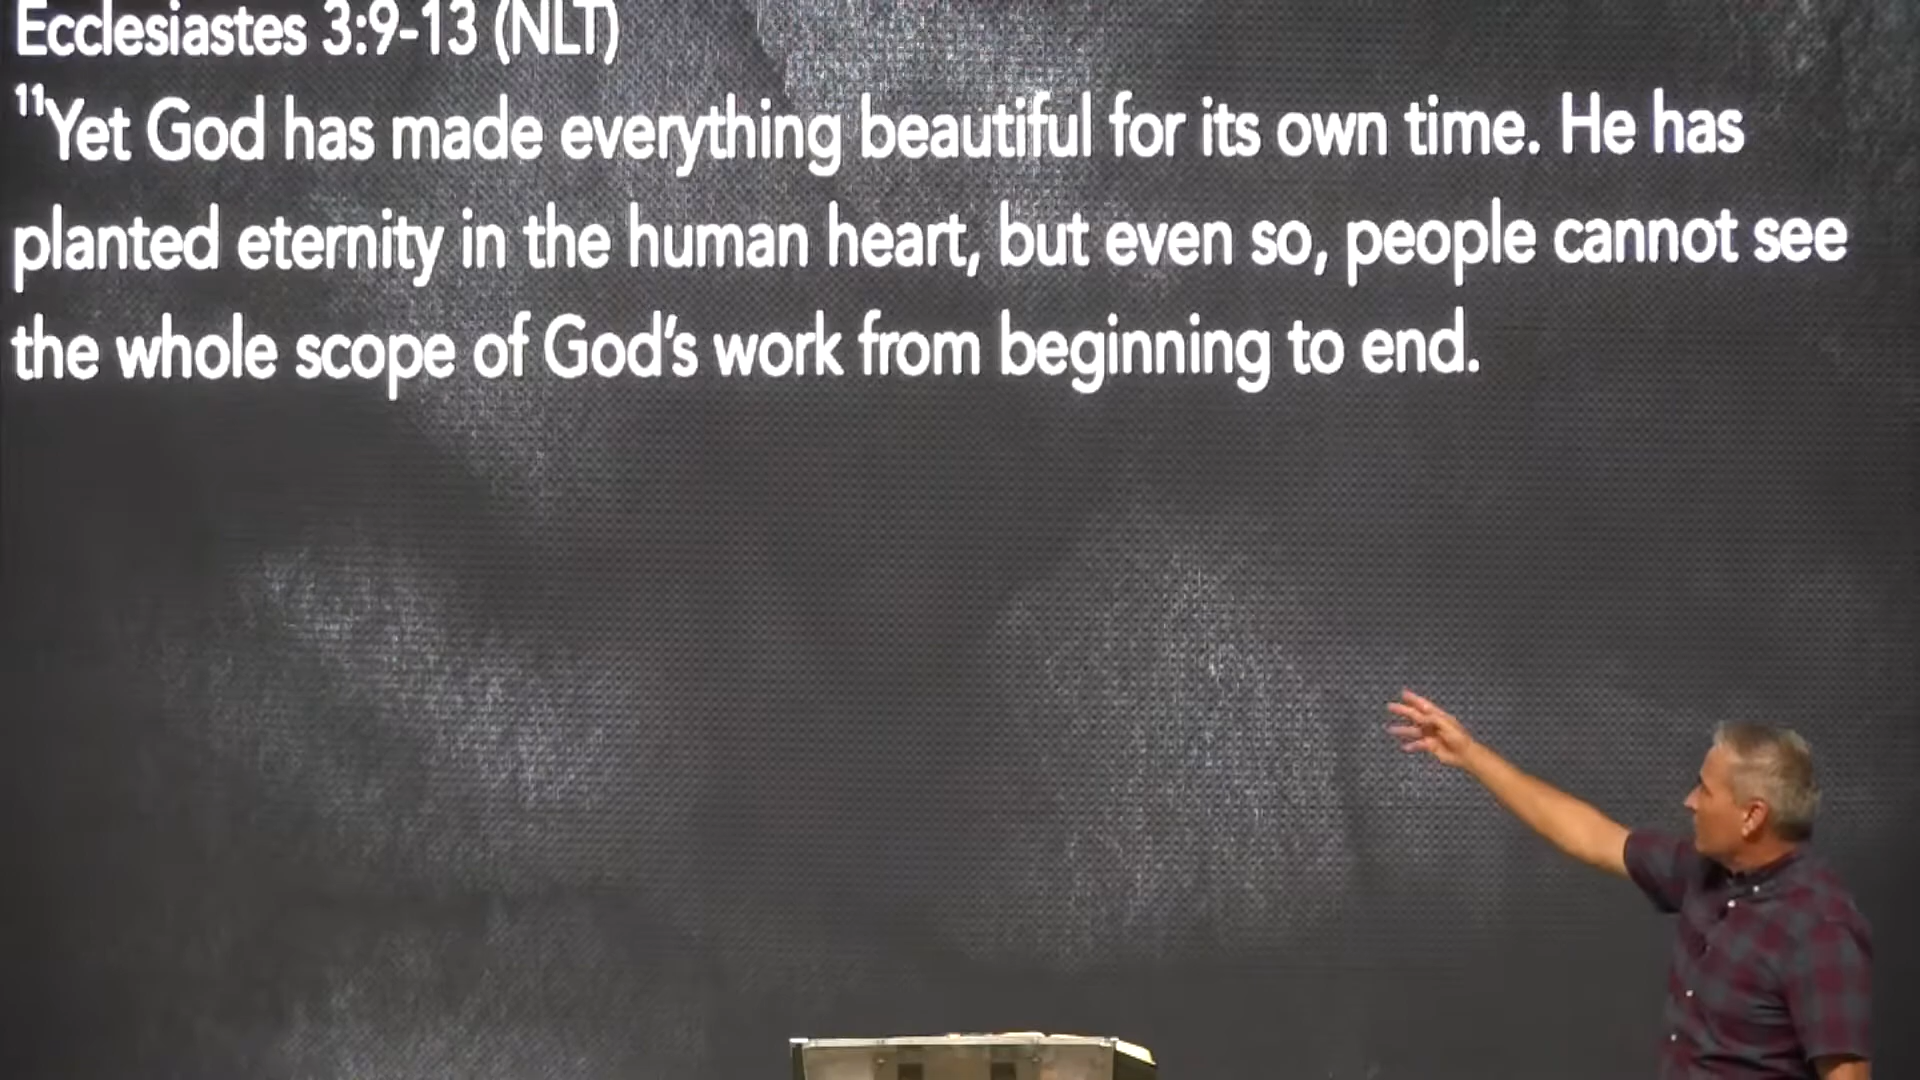 Ecclesiastes 3:9-13 (NLT)
¹¹Yet God has made everything beautiful for its own time. He has
planted eternity in the human heart, but even so, people cannot see
the whole scope of God’s work from beginning to end.